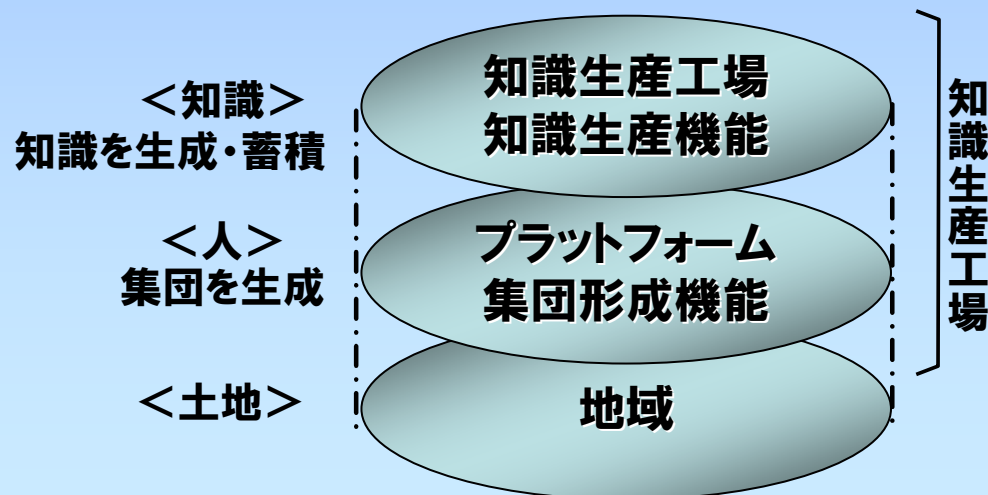 <知識>
知識を生成・蓄積
知識生産工場
知識生産機能
<人>
集団を生成
プラットフォーム
集団形成機能
<土地>
地域
知識生産工場